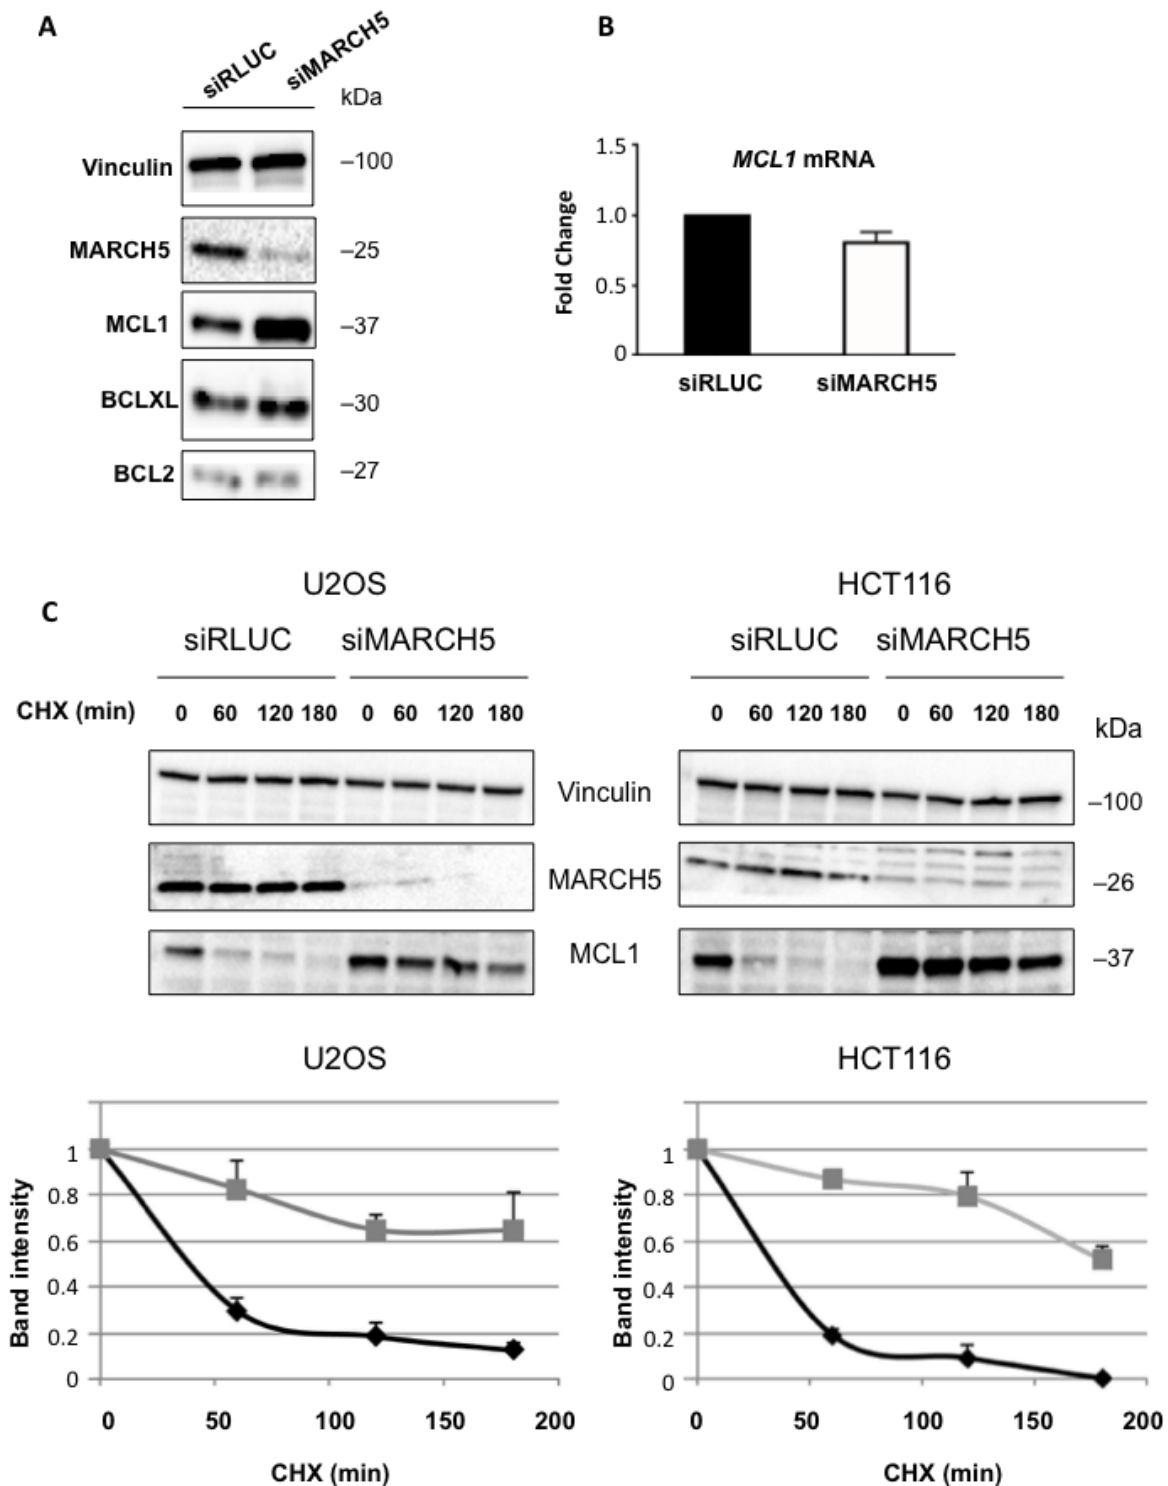 A
siRLUC siMARCH5
kDa
Vinculin –100
MARCH5 –25
MCL1 –37
BCLXL –30
BCL2 –27
B
MCL1 mRNA
Fold Change
1.5
1.0
0.5
0
siRLUC siMARCH5
C
U2OS HCT116
siRLUC siMARCH5 siRLUC siMARCH5
CHX (min) 0 60 120 180 0 60 120 180 0 60 120 180 0 60 120 180
kDa
Vinculin –100
MARCH5 –26
MCL1 –37
U2OS
Band intensity
1
0.8
0.6
0.4
0.2
0
0 50 100 150 200
CHX (min)
HCT116
Band intensity
1
0.8
0.6
0.4
0.2
0
0 50 100 150 200
CHX (min)